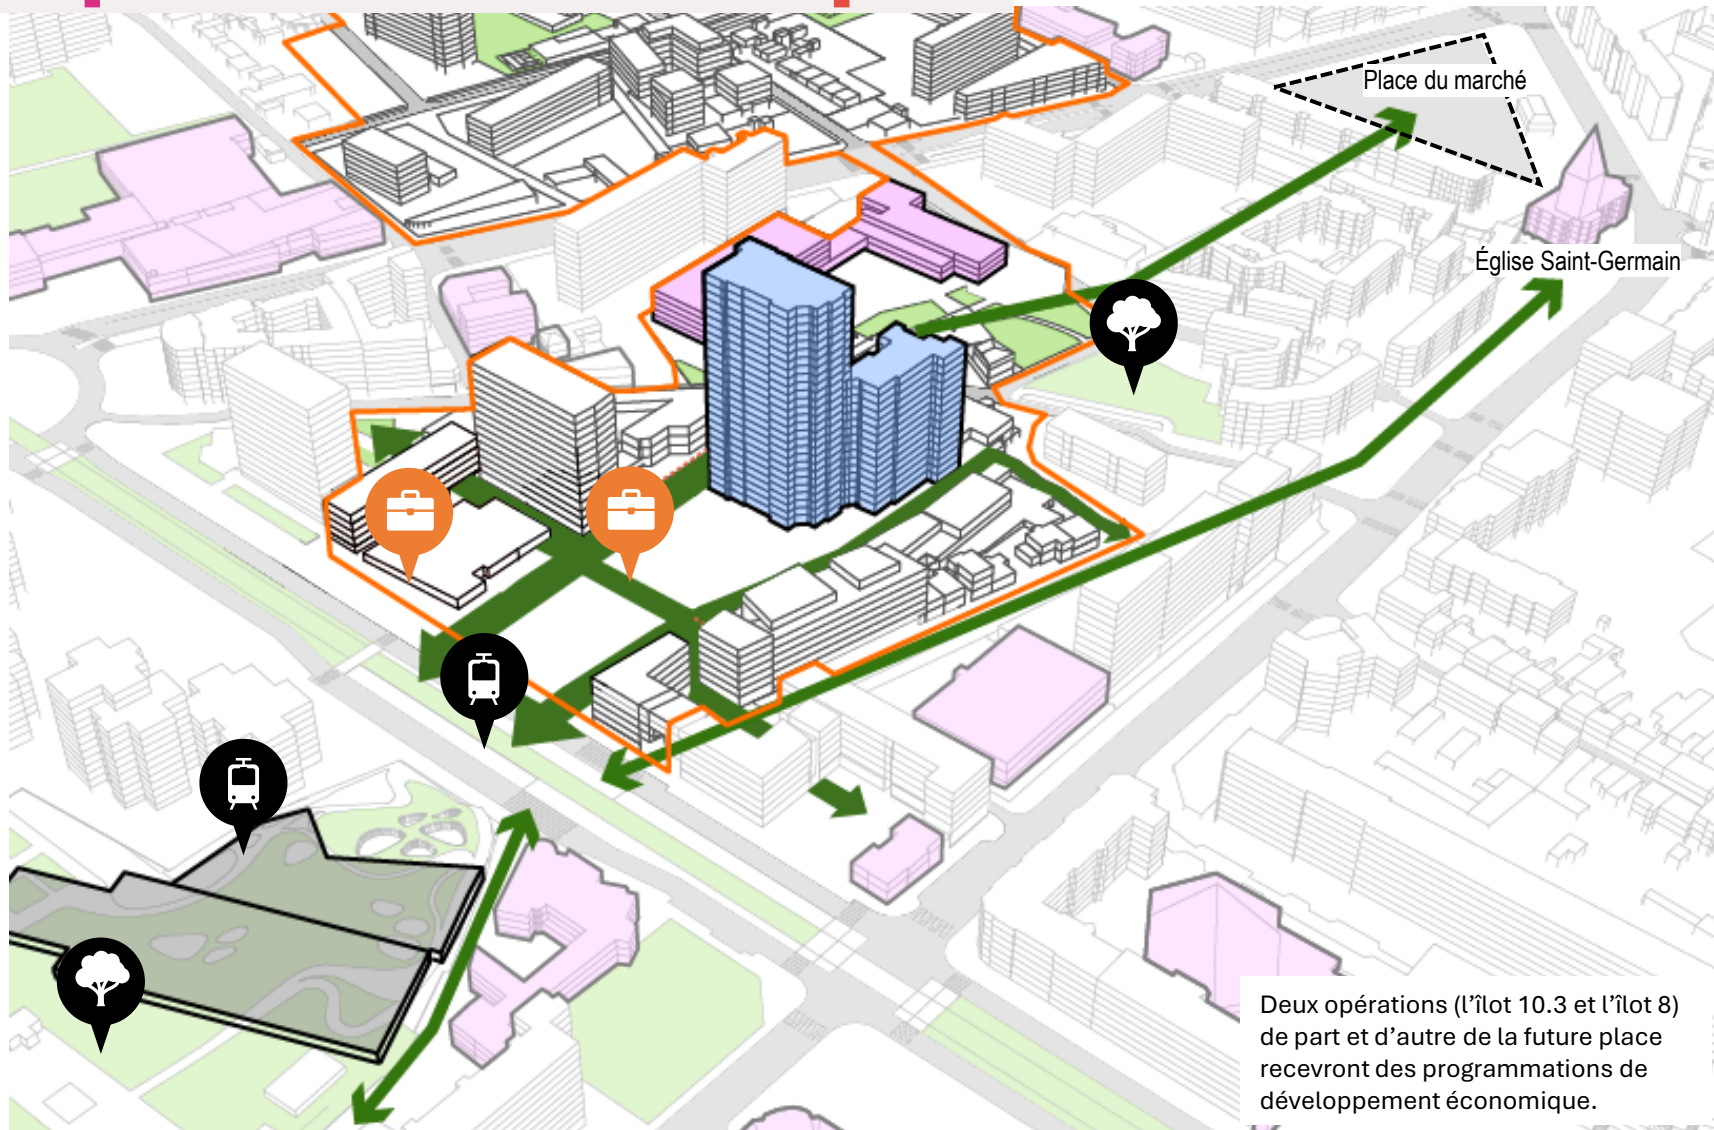 Place du marché
Église Saint-Germain
Deux opérations (l’îlot 10.3 et l’îlot 8)
de part et d’autre de la future place
recevront des programmations de
développement économique.